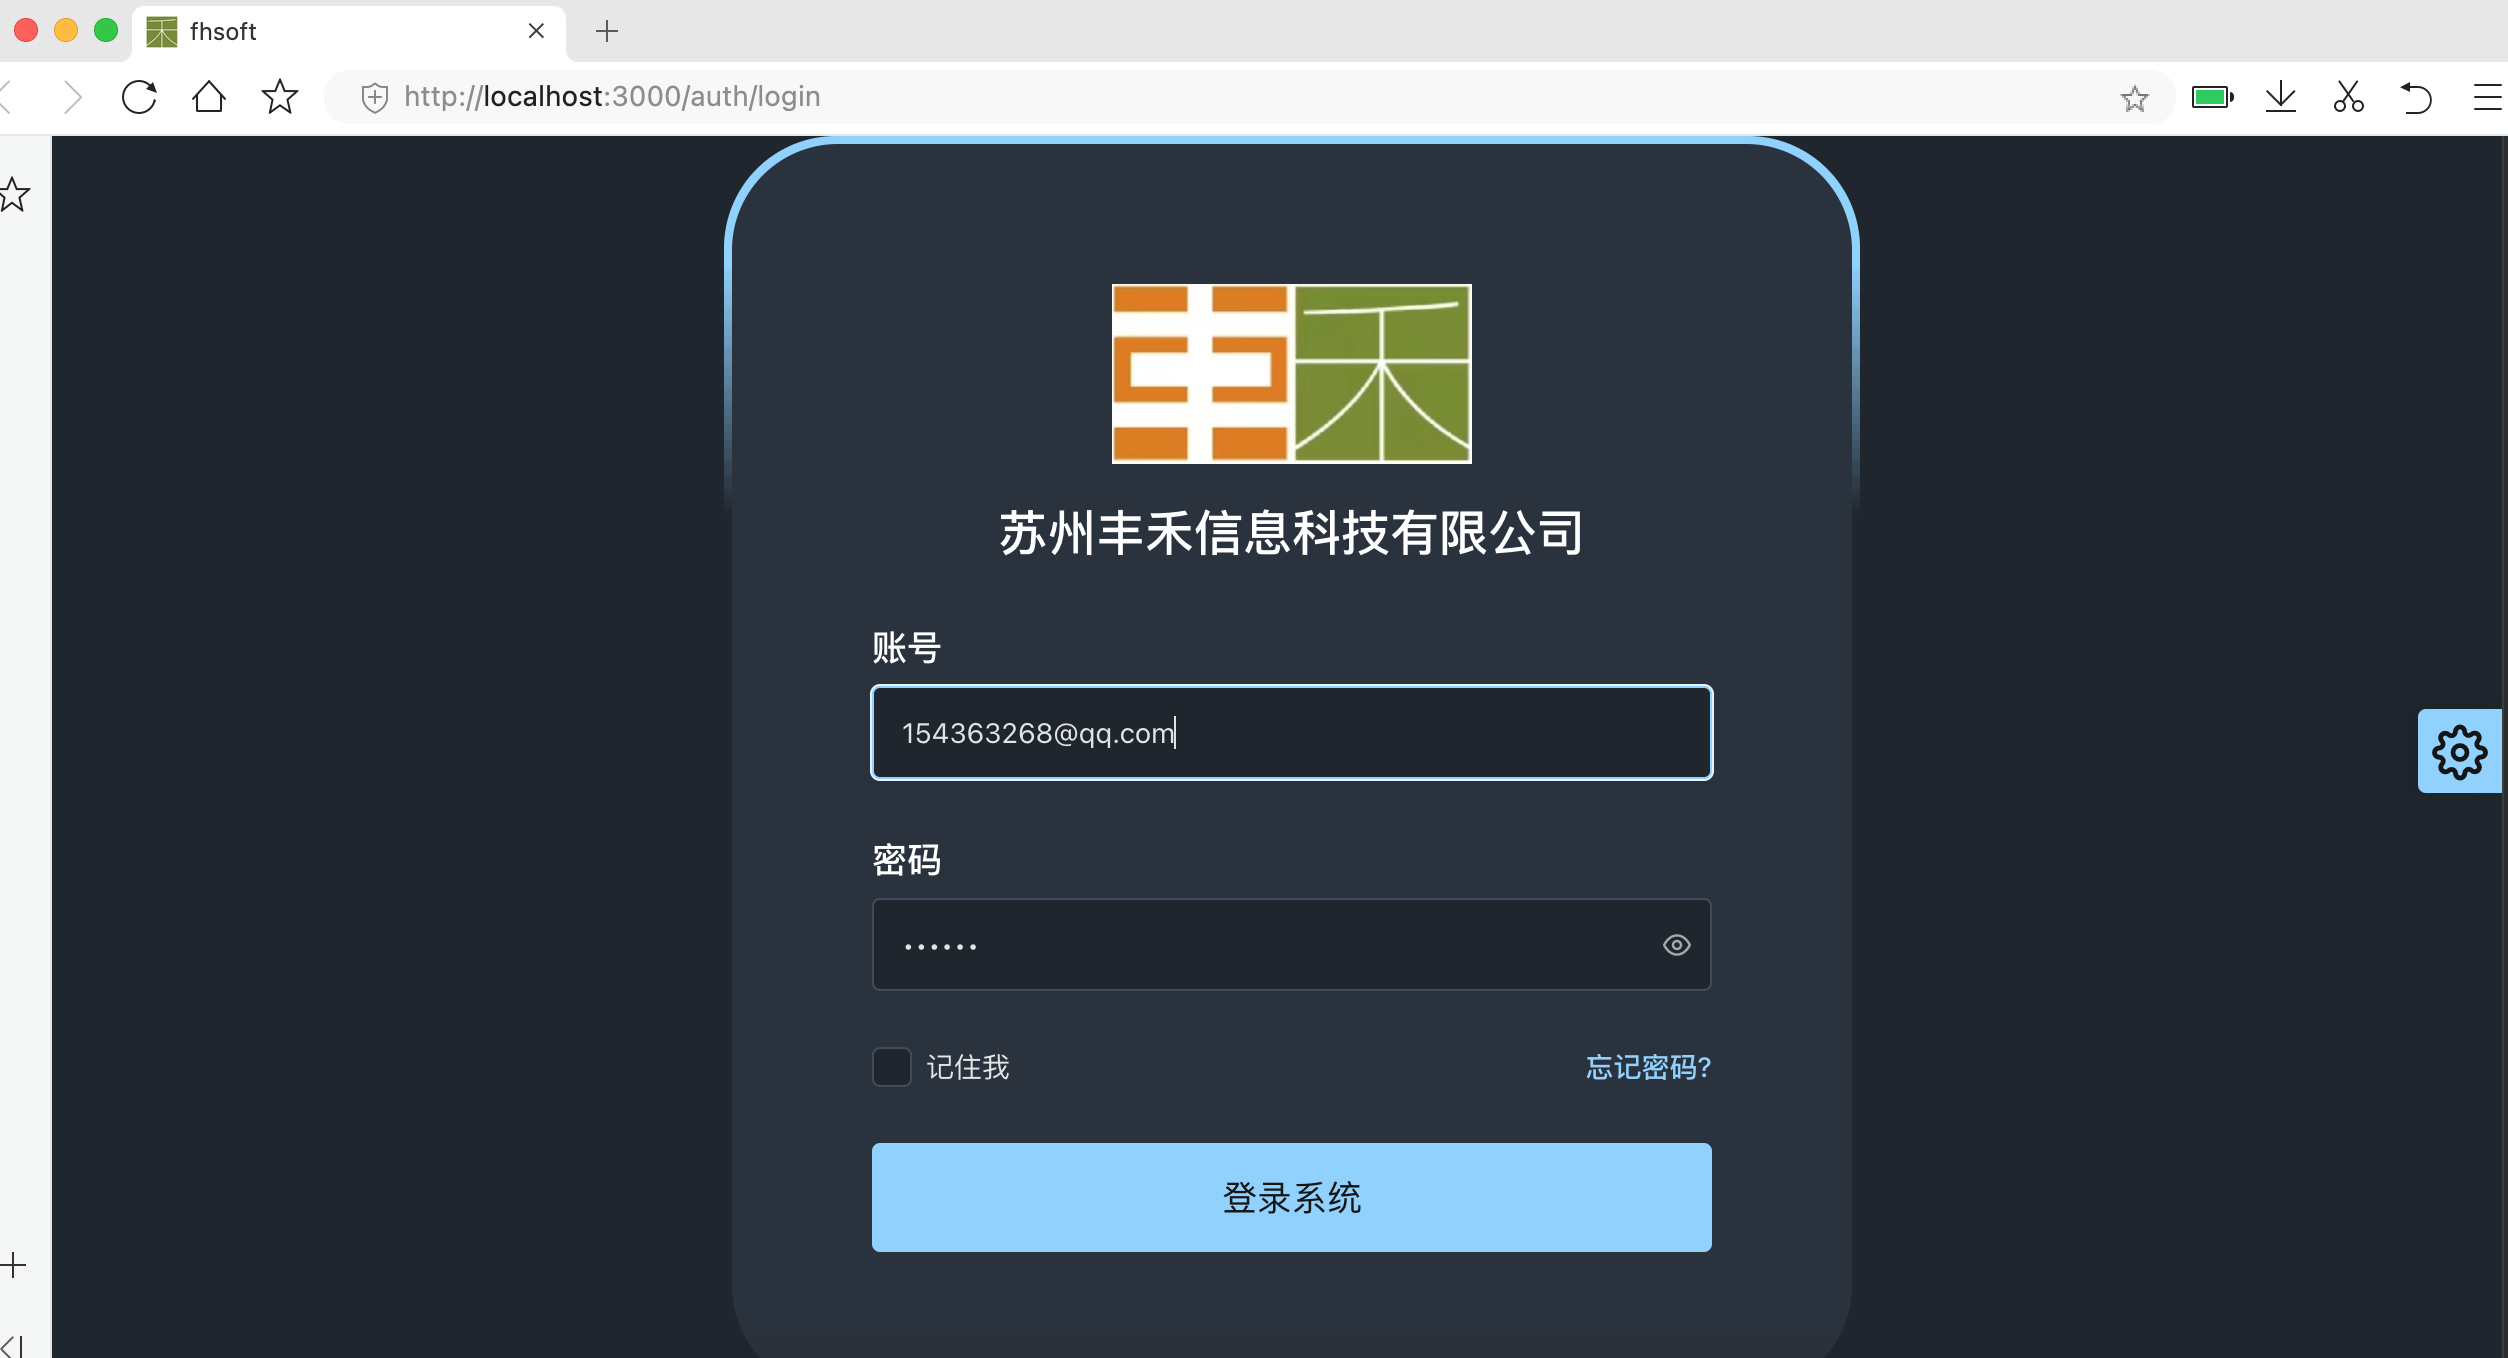 fhsoft
http://localhost:3000/auth/login
禾
苏州丰禾信息科技有限公司
账号
154363268@qq.com
密码
••••••
记住我
忘记密码?
登录系统